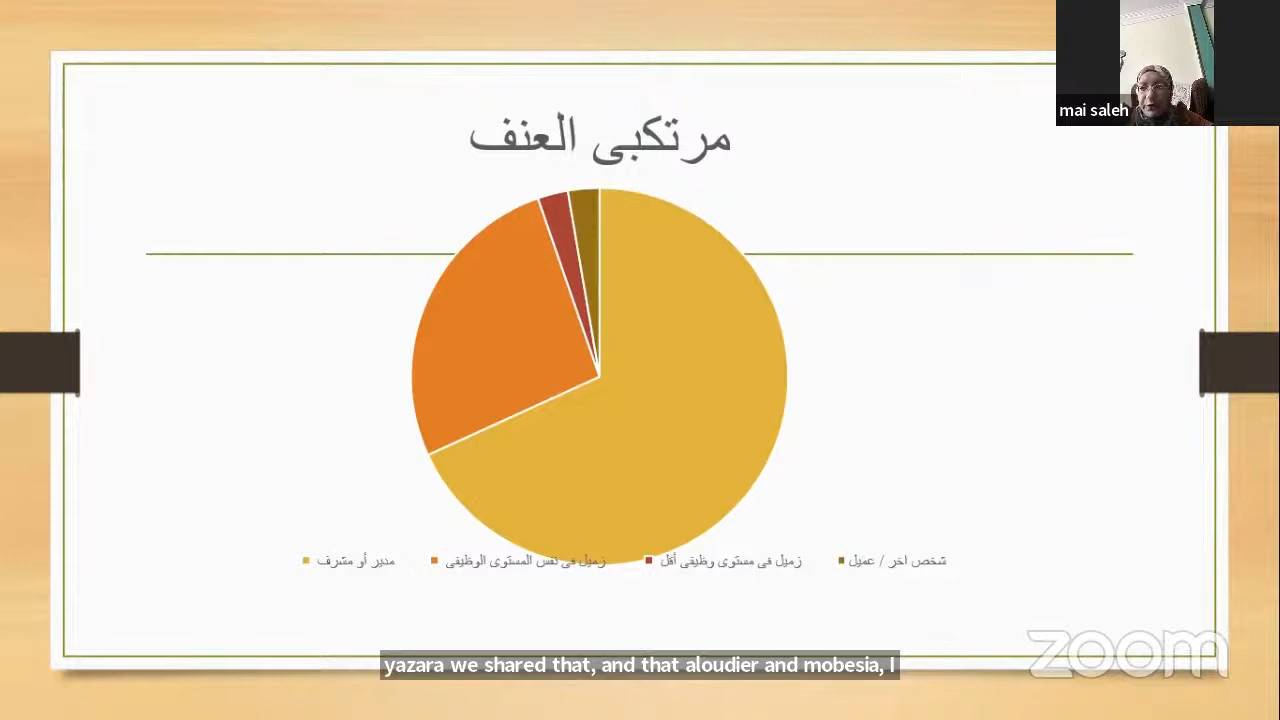 mai saleh
مرتكبى العنف
مدير أو مشرف
زميل فى نفس المستوى الوظيفى
زميل فى مستوى وظيفى أقل
شخص اخر / عميل
yazara we shared that, and that aloudier and mobesia, I
zoom